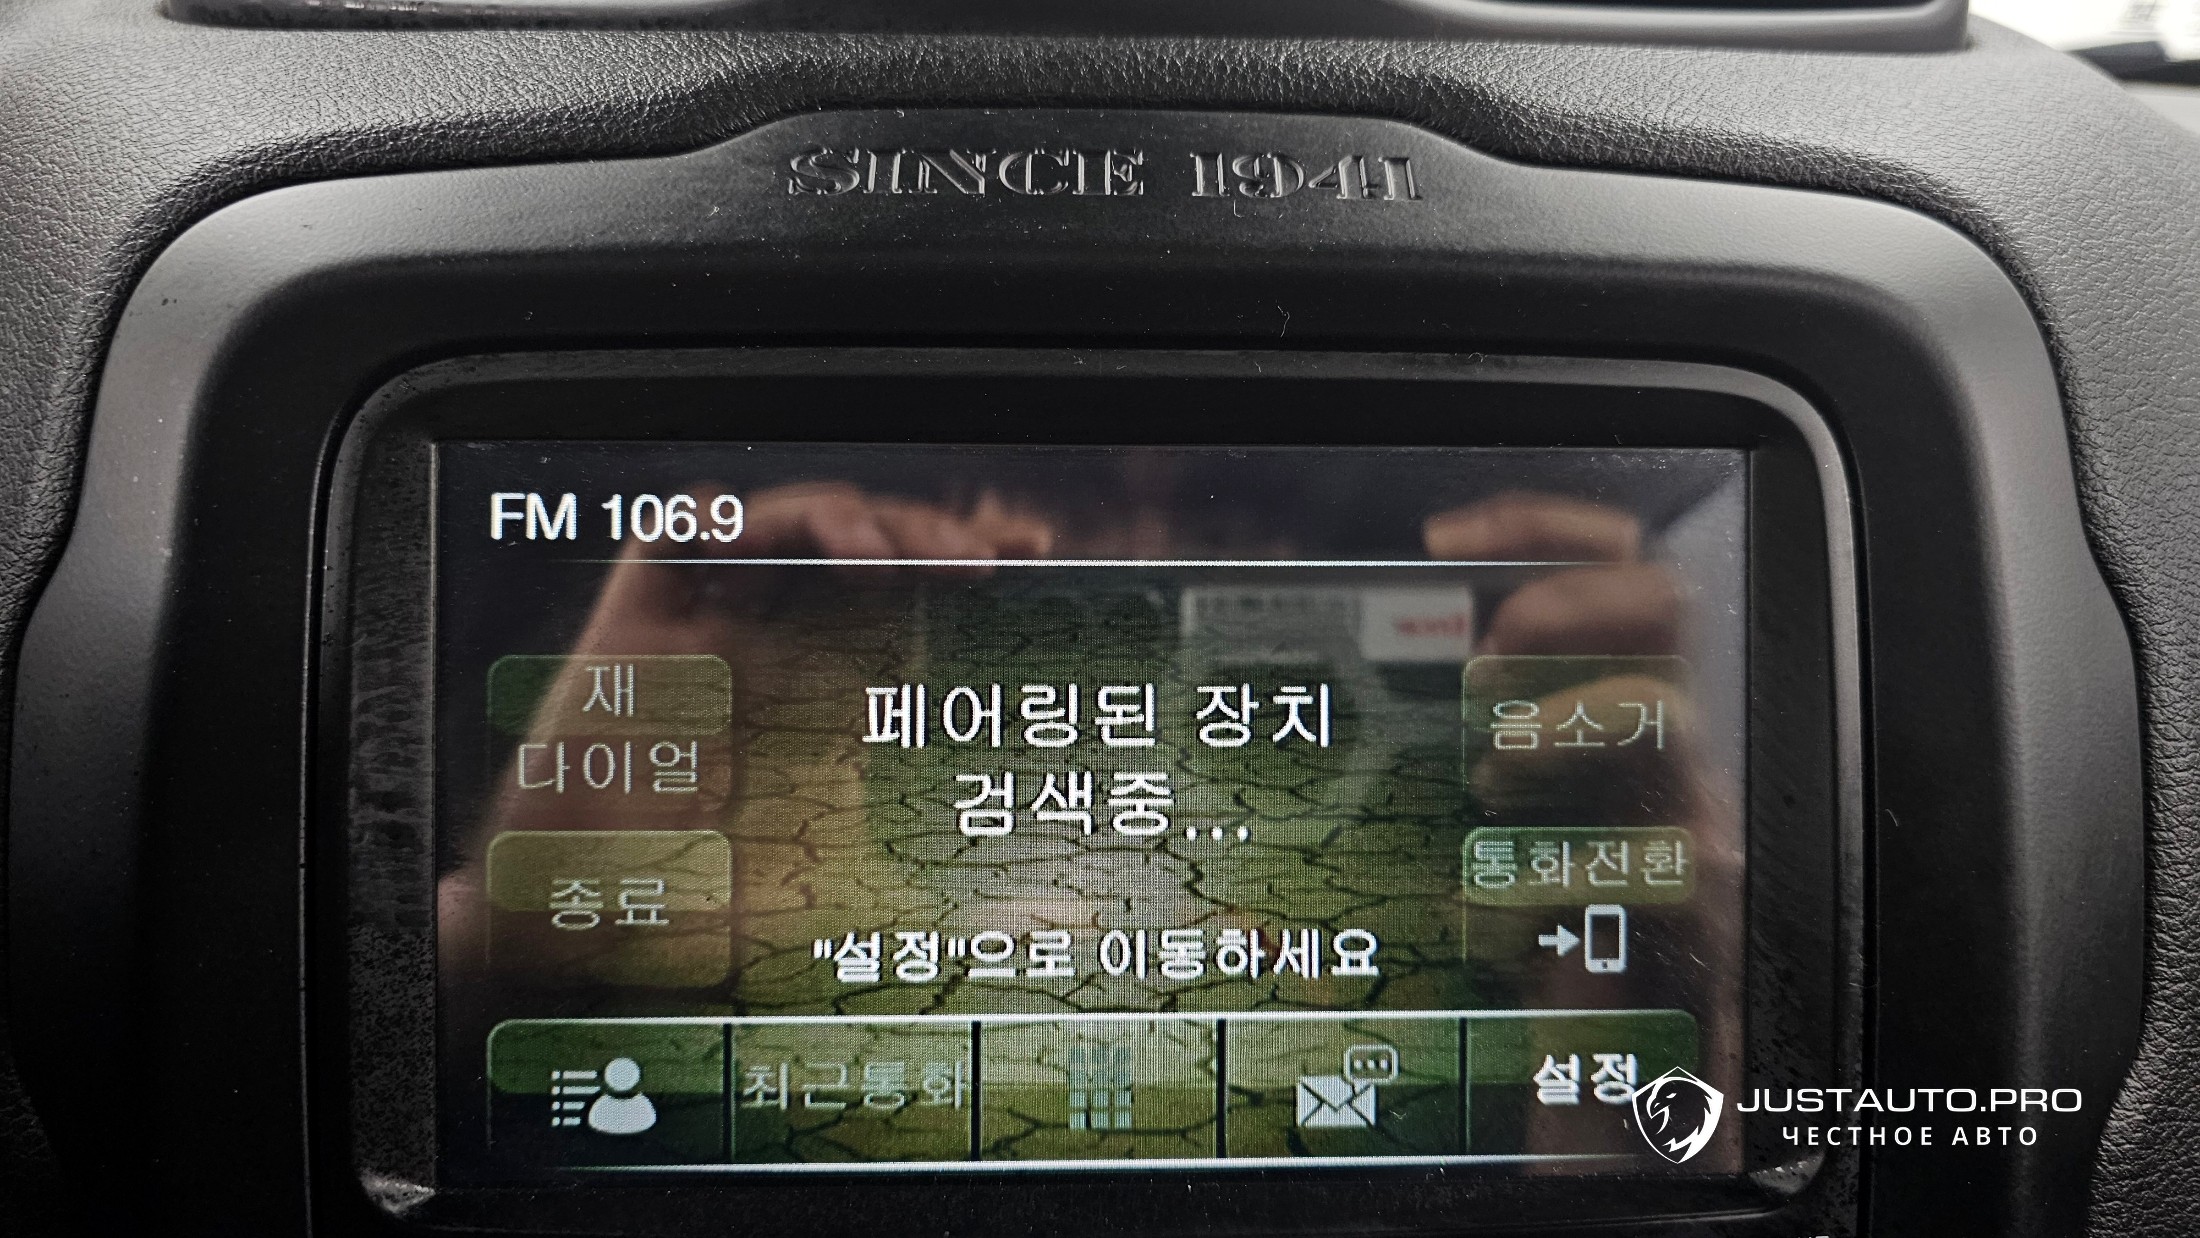 SINCE 1941
FM 106.9
재
다이얼
페어링된 장치
검색중...
음소거
종료
통화전환
"설정"으로 이동하세요
최근통화
설정
JUSTAUTO.PRO
ЧЕСТНОЕ АВТО